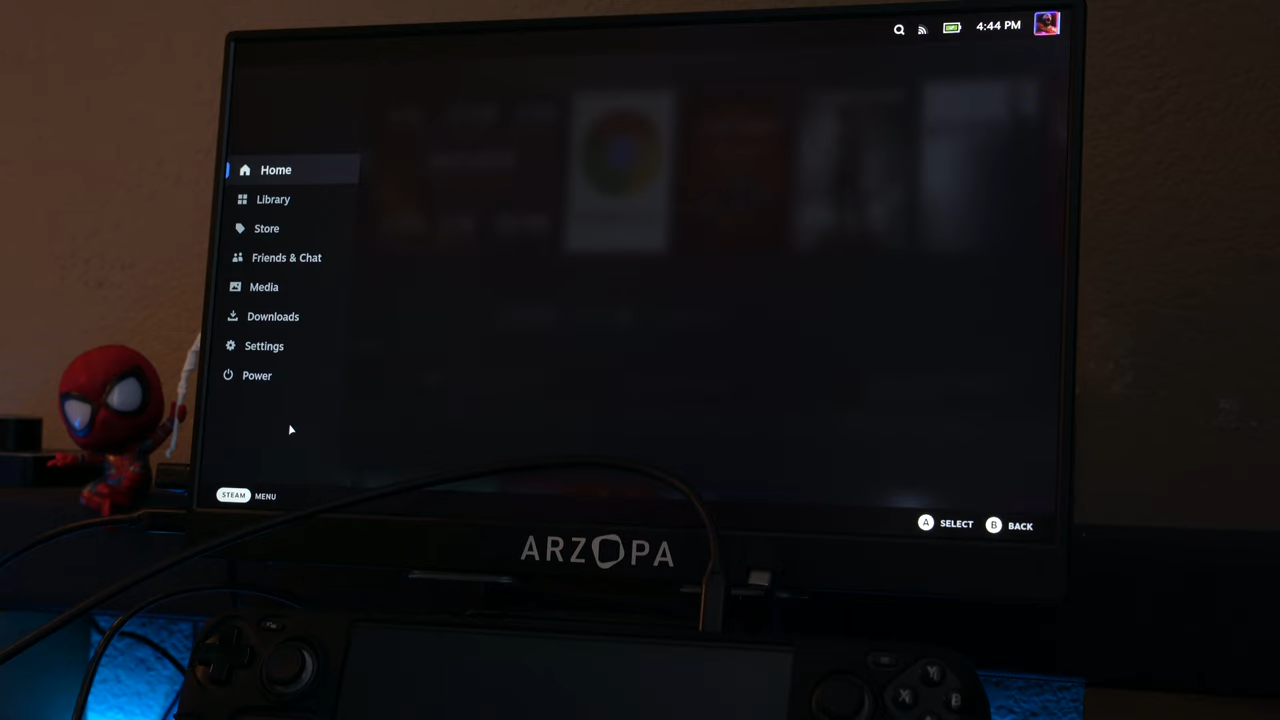 4:44 PM
Home
Library
Store
Friends & Chat
Media
Downloads
Settings
Power
STEAM MENU
A SELECT B BACK
ARZOPA
Y
X
B